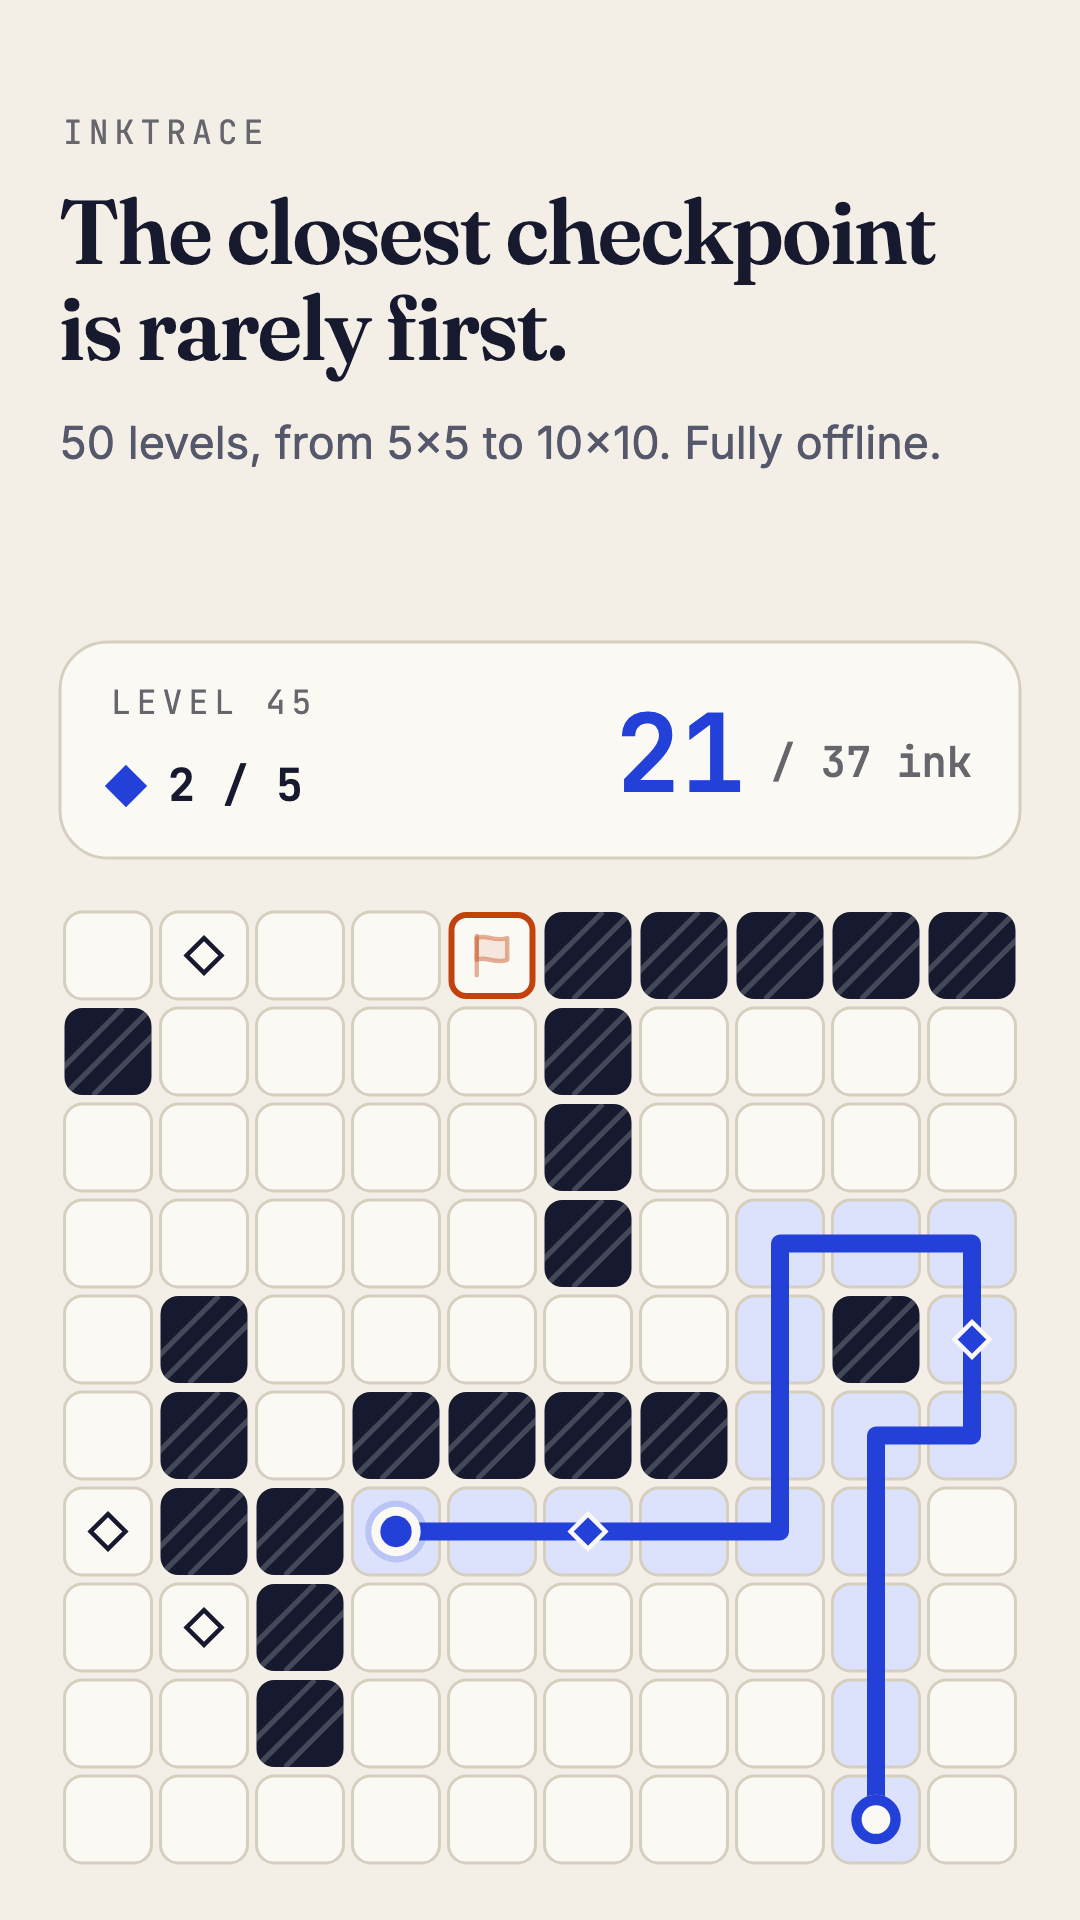 INKTRACE
The closest checkpoint
is rarely first.
50 levels, from 5×5 to 10×10. Fully offline.
LEVEL 45
2 / 5
21 / 37 ink